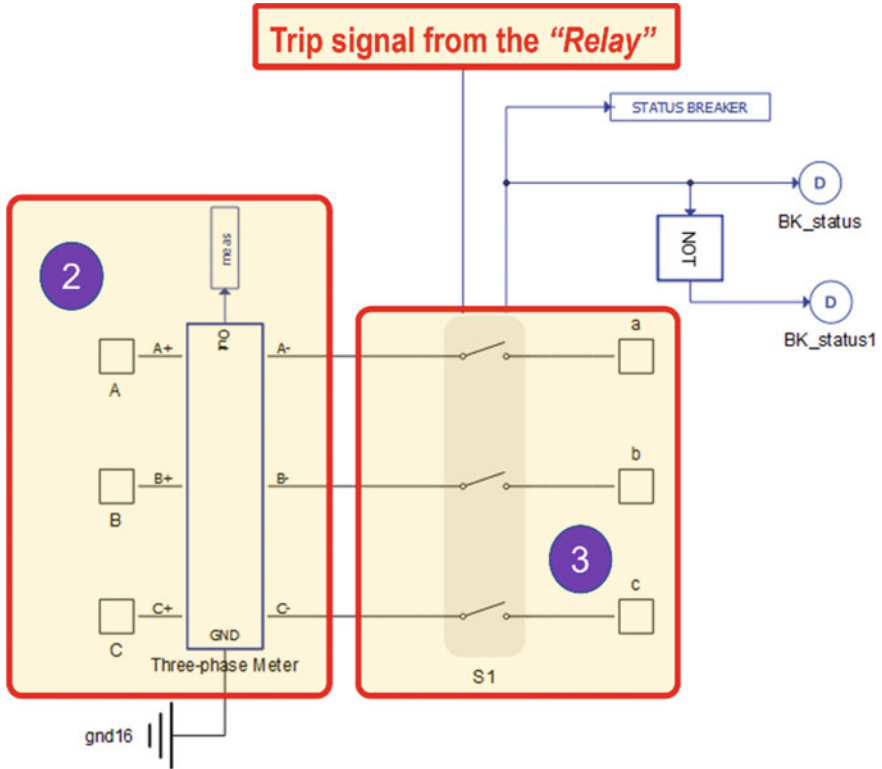 Trip signal from the “Relay”
STATUS BREAKER
D
BK_status
NOT
D
BK_status1
2
meas
Out
A+
A-
A
a
B+
B-
B
b
3
C+
C-
C
c
GND
Three-phase Meter
S1
gnd16